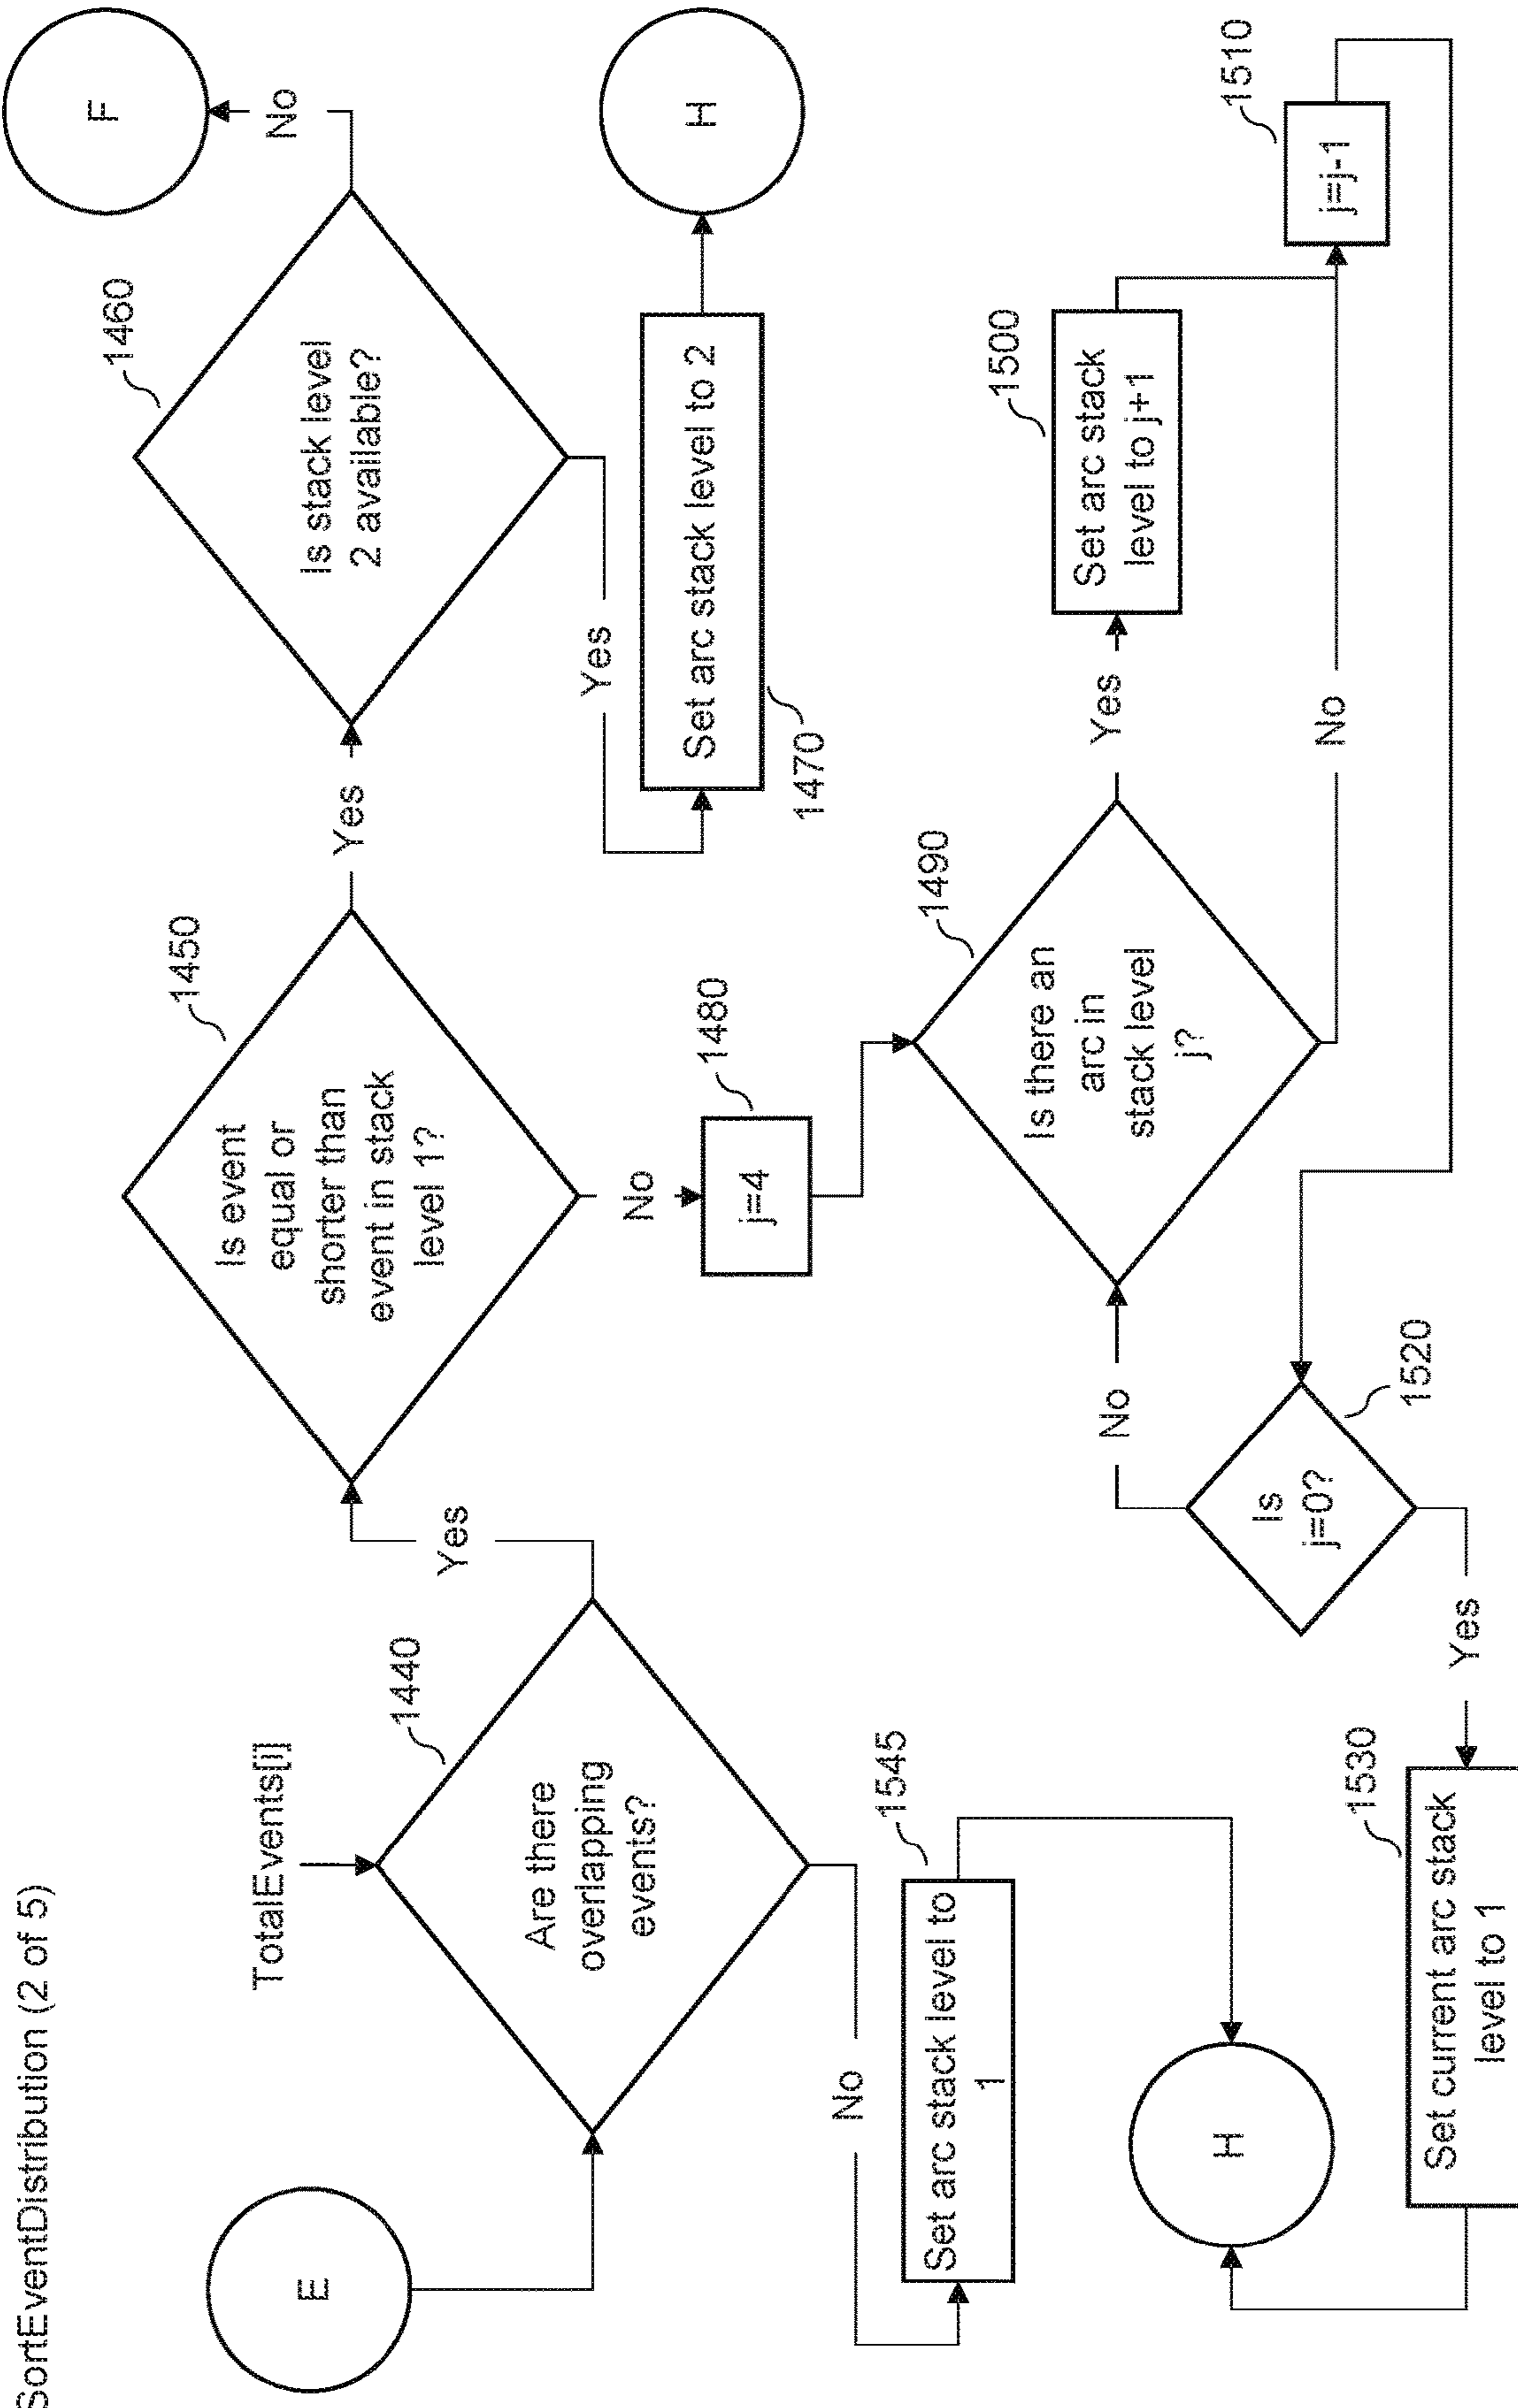 SortEventDistribution (2 of 5)
E
TotalEvents[i]
1440
Are there
overlapping
events?
Yes
No
1545
Set arc stack level to
1
H
1450
Is event
equal or
shorter than
event in stack
level 1?
Yes
No
1460
Is stack level
2 available?
No
F
Yes
Set arc stack level to 2
1470
H
1480
j=4
1490
Is there an
arc in
stack level
j?
Yes
No
1500
Set arc stack
level to j+1
1510
j=j-1
1520
Is
j=0?
No
Yes
1530
Set current arc stack
level to 1